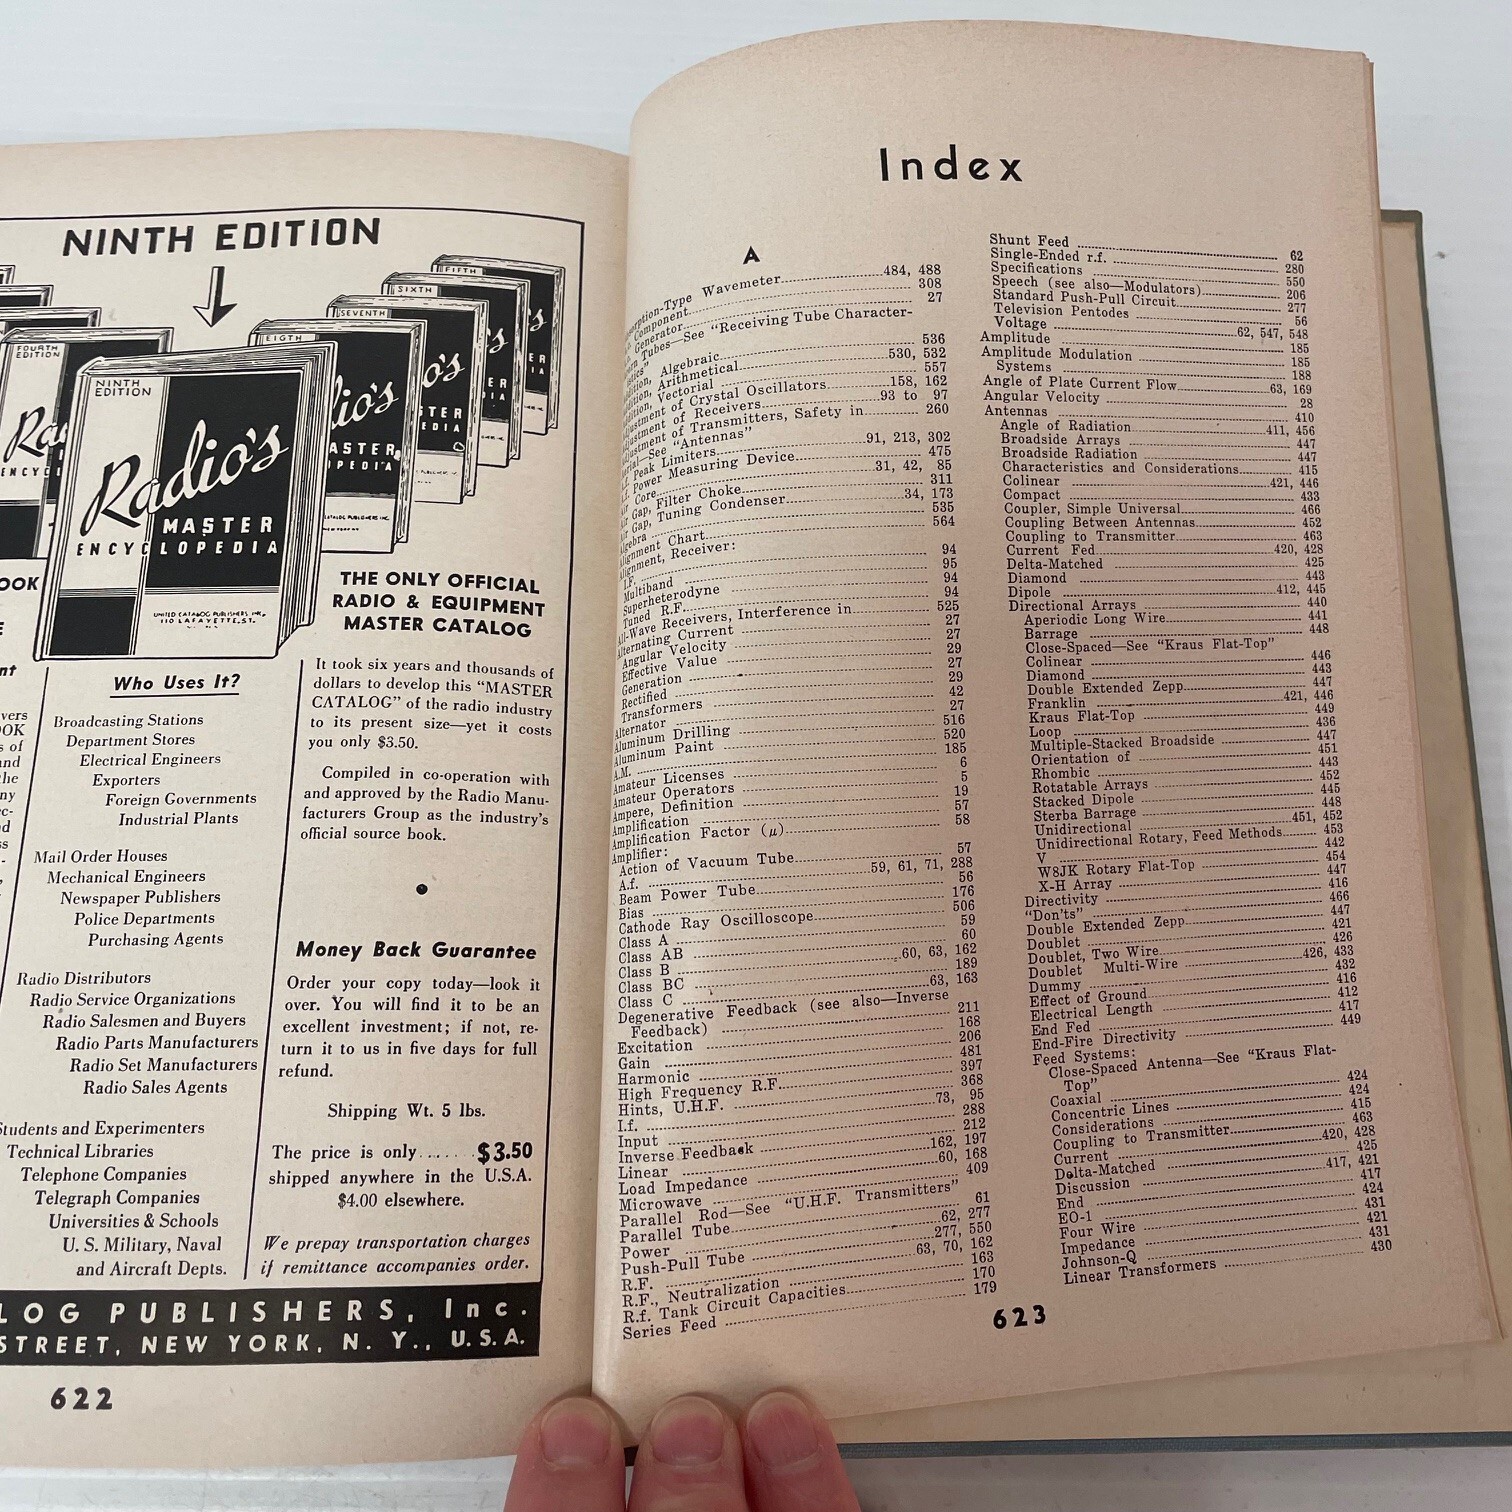 NINTH EDITION
FIFTH
SIXTH
SEVENTH
EIGTH
FOURTH
EDITION
NINTH
EDITION
Radio's
MASTER
ENCYCLOPEDIA
UNITED CATALOG PUBLISHERS INC.
110 LAFAYETTE ST.
THE ONLY OFFICIAL
RADIO & EQUIPMENT
MASTER CATALOG
Who Uses It?
Broadcasting Stations
Department Stores
Electrical Engineers
Exporters
Foreign Governments
Industrial Plants
Mail Order Houses
Mechanical Engineers
Newspaper Publishers
Police Departments
Purchasing Agents
Radio Distributors
Radio Service Organizations
Radio Salesmen and Buyers
Radio Parts Manufacturers
Radio Set Manufacturers
Radio Sales Agents
Students and Experimenters
Technical Libraries
Telephone Companies
Telegraph Companies
Universities & Schools
U. S. Military, Naval
and Aircraft Depts.
It took six years and thousands of
dollars to develop this "MASTER
CATALOG" of the radio industry
to its present size—yet it costs
you only $3.50.
Compiled in co-operation with
and approved by the Radio Manu-
facturers Group as the industry's
official source book.
Money Back Guarantee
Order your copy today—look it
over. You will find it to be an
excellent investment; if not, re-
turn it to us in five days for full
refund.
Shipping Wt. 5 lbs.
The price is only...... $3.50
shipped anywhere in the U.S.A.
$4.00 elsewhere.
We prepay transportation charges
if remittance accompanies order.
LOG PUBLISHERS, Inc.
STREET, NEW YORK, N. Y., U.S.A.
622
Index
A
Wavemeter 484, 488
Component 308
Generator 27
Tubes—See "Receiving Tube Character-
Algebraic 536
Arithmetical 530, 532
Vectorial 557
of Crystal Oscillators 158, 162
of Receivers 93 to 97
of Transmitters, Safety in 260
"Antennas"
Peak Limiters 91, 213, 302
Power Measuring Device 475
Air Core 31, 42, 85
Air Gap, Filter Choke 311
Air Gap, Tuning Condenser 34, 173
Algebra 535
Alignment Chart 564
Alignment, Receiver:
I.F. 94
Multiband 95
Superheterodyne 94
Tuned R.F. 94
All-Wave Receivers, Interference in 525
Alternating Current 27
Angular Velocity 27
Effective Value 29
Generation 27
Rectified 29
Transformers 42
Alternator 27
Aluminum Drilling 516
Aluminum Paint 520
A.M. 185
Amateur Licenses 6
Amateur Operators 5
Ampere, Definition 19
Amplification 57
Amplification Factor (μ) 58
Amplifier:
Action of Vacuum Tube 57
A.f. 59, 61, 71, 288
Beam Power Tube 56
Bias 176
Cathode Ray Oscilloscope 506
Class A 59
Class AB 60
Class B 60, 63, 162
Class BC 189
Class C 63, 163
Degenerative Feedback (see also—Inverse
Feedback) 211
Excitation 168
Gain 206
Harmonic 481
High Frequency R.F. 397
Hints, U.H.F. 368
I.f. 73, 95
Input 288
Inverse Feedback 212
Linear 162, 197
Load Impedance 60, 168
Microwave 409
Parallel Rod—See "U.H.F. Transmitters"
Parallel Tube 61
Power 62, 277
Push-Pull Tube 277, 550
R.F. 63, 70, 162
R.F., Neutralization 163
R.f. Tank Circuit Capacities 170
Series Feed 179
Shunt Feed 62
Single-Ended r.f. 280
Specifications 550
Speech (see also—Modulators) 206
Standard Push-Pull Circuit 277
Television Pentodes 56
Voltage 62, 547, 548
Amplitude 185
Amplitude Modulation 185
Systems 188
Angle of Plate Current Flow 63, 169
Angular Velocity 28
Antennas 410
Angle of Radiation 411, 456
Broadside Arrays 447
Broadside Radiation 447
Characteristics and Considerations 415
Colinear 421, 446
Compact 433
Coupler, Simple Universal 466
Coupling Between Antennas 452
Coupling to Transmitter 463
Current Fed 420, 428
Delta-Matched 425
Diamond 443
Dipole 412, 445
Directional Arrays 440
Aperiodic Long Wire 441
Barrage 448
Close-Spaced—See "Kraus Flat-Top"
Colinear 446
Diamond 443
Double Extended Zepp 447
Franklin 421, 446
Kraus Flat-Top 449
Loop 436
Multiple-Stacked Broadside 447
Orientation of 451
Rhombic 443
Rotatable Arrays 452
Stacked Dipole 445
Sterba Barrage 448
Unidirectional 451, 452
Unidirectional Rotary, Feed Methods 453
V 442
W8JK Rotary Flat-Top 454
X-H Array 447
Directivity 416
"Don'ts" 466
Double Extended Zepp 447
Doublet 421
Doublet, Two Wire 426
Doublet Multi-Wire 426, 433
Dummy 432
Effect of Ground 416
Electrical Length 412
End Fed 417
End-Fire Directivity 449
Feed Systems:
Close-Spaced Antenna—See "Kraus Flat-
Top"
Coaxial 424
Concentric Lines 424
Considerations 415
Coupling to Transmitter 463
Current 420, 428
Delta-Matched 425
Discussion 417, 421
End 417
EO-1 424
Four Wire 431
Impedance 421
Johnson-Q 431
Linear Transformers 430
623